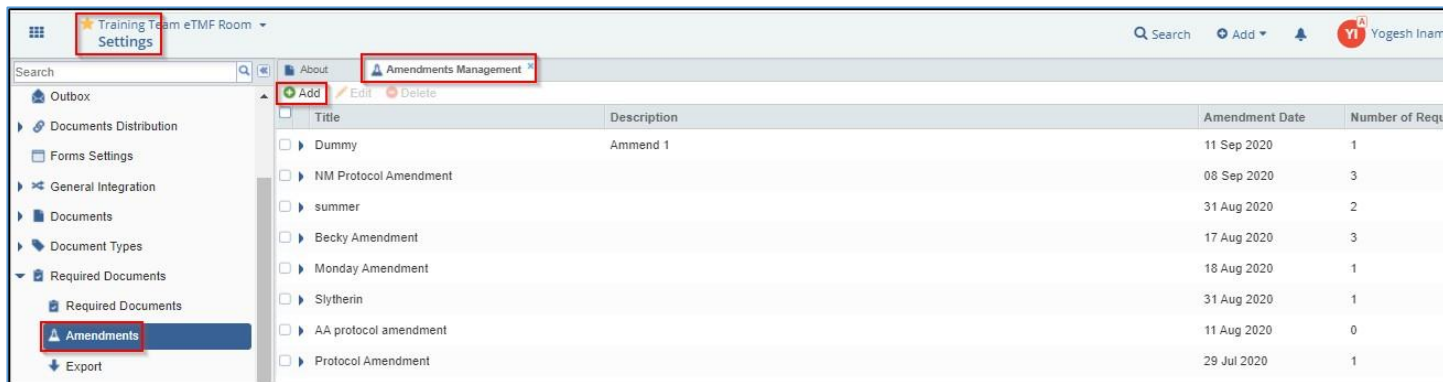 Training Team eTMF Room
Settings
Search
Add
YI
A
Yogesh Inam
Search
About
Amendments Management
Outbox
Documents Distribution
Forms Settings
General Integration
Documents
Document Types
Required Documents
Required Documents
Amendments
Export
Add Edit Delete
Title Description Amendment Date Number of Requ
Dummy Ammend 1 11 Sep 2020 1
NM Protocol Amendment 08 Sep 2020 3
summer 31 Aug 2020 2
Becky Amendment 17 Aug 2020 3
Monday Amendment 18 Aug 2020 1
Slytherin 31 Aug 2020 1
AA protocol amendment 11 Aug 2020 0
Protocol Amendment 29 Jul 2020 1